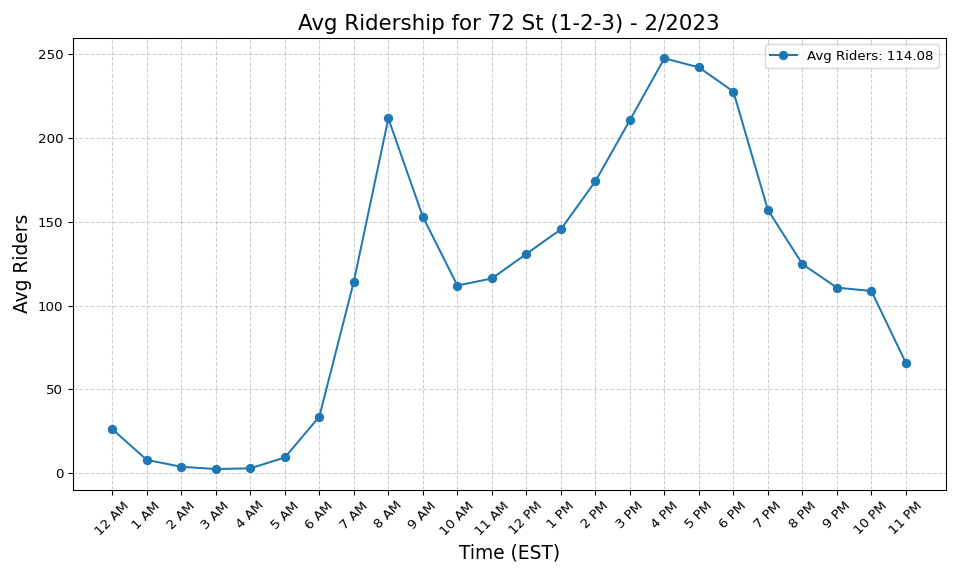 Avg Ridership for 72 St (1-2-3) - 2/2023
Avg Riders: 114.08
Avg Riders
250
200
150
100
50
0
12 AM
1 AM
2 AM
3 AM
4 AM
5 AM
6 AM
7 AM
8 AM
9 AM
10 AM
11 AM
12 PM
1 PM
2 PM
3 PM
4 PM
5 PM
6 PM
7 PM
8 PM
9 PM
10 PM
11 PM
Time (EST)